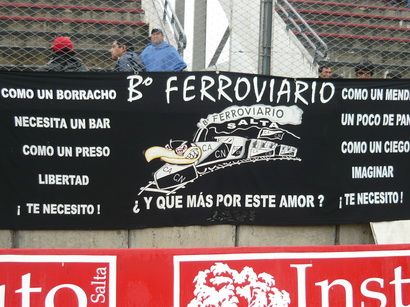 Bº FERROVIARIO
COMO UN BORRACHO
NECESITA UN BAR
COMO UN PRESO
LIBERTAD
¡ TE NECESITO !
Bº FERROVIARIO
SALTA
CN
CN
¿ Y QUE MÁS POR ESTE AMOR ?
COMO UN MEND
UN POCO DE PAN
COMO UN CIEGO
IMAGINAR
¡ TE NECESITO !
uto
Salta
Inst